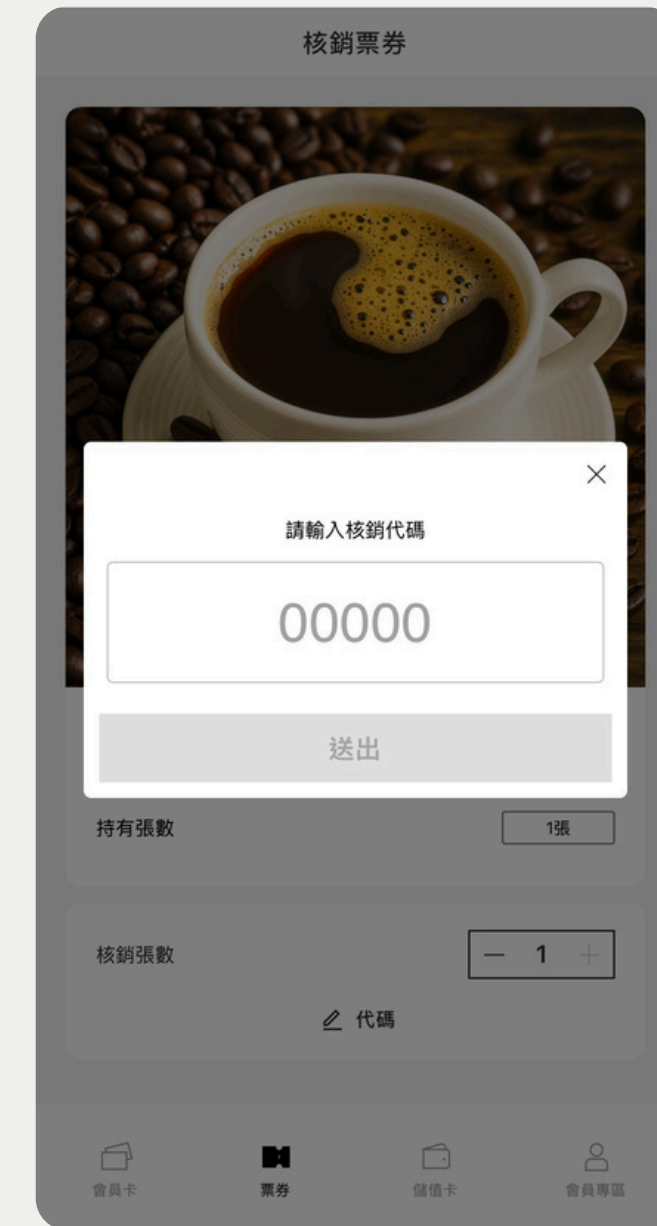 核銷票券
請輸入核銷代碼
00000
送出
持有張數 1張
核銷張數 — 1 +
代碼
會員卡 票券 儲值卡 會員專區